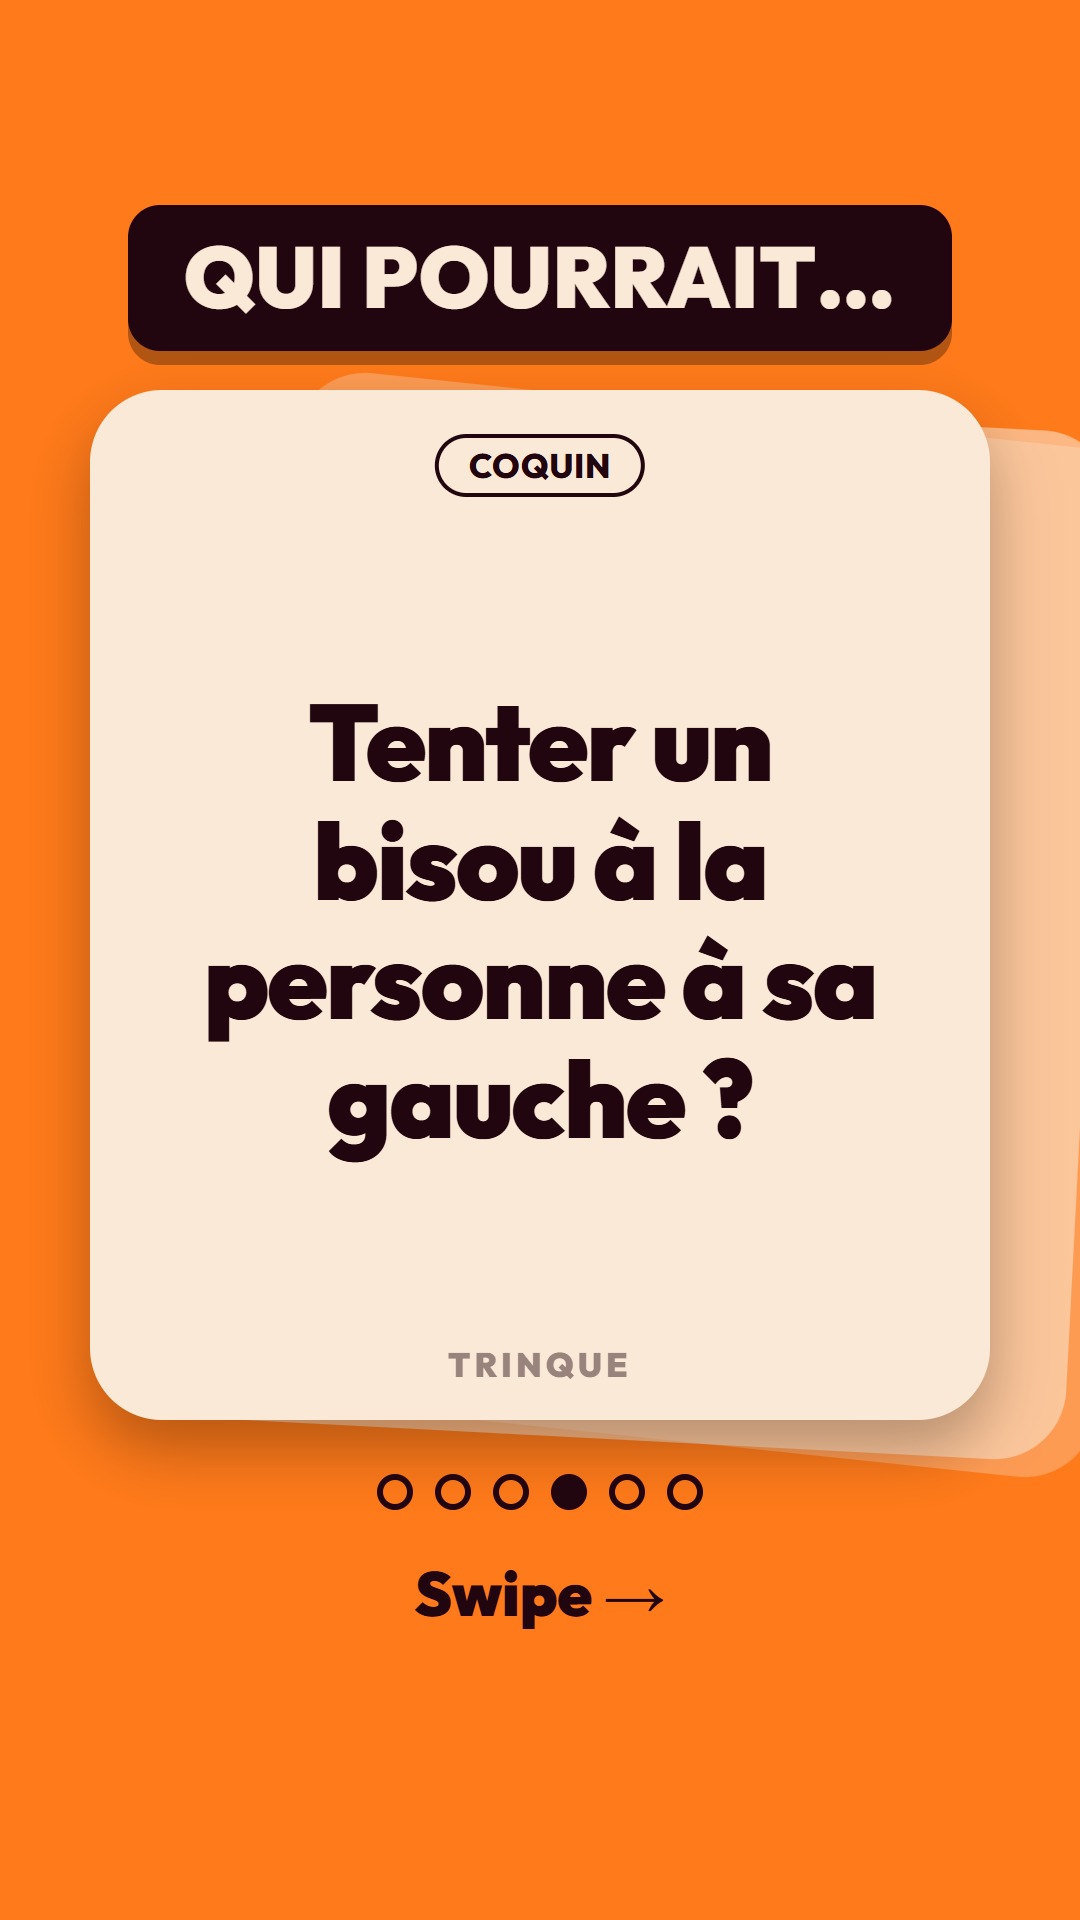 QUI POURRAIT...
COQUIN
Tenter un
bisou à la
personne à sa
gauche ?
TRINQUE
Swipe →